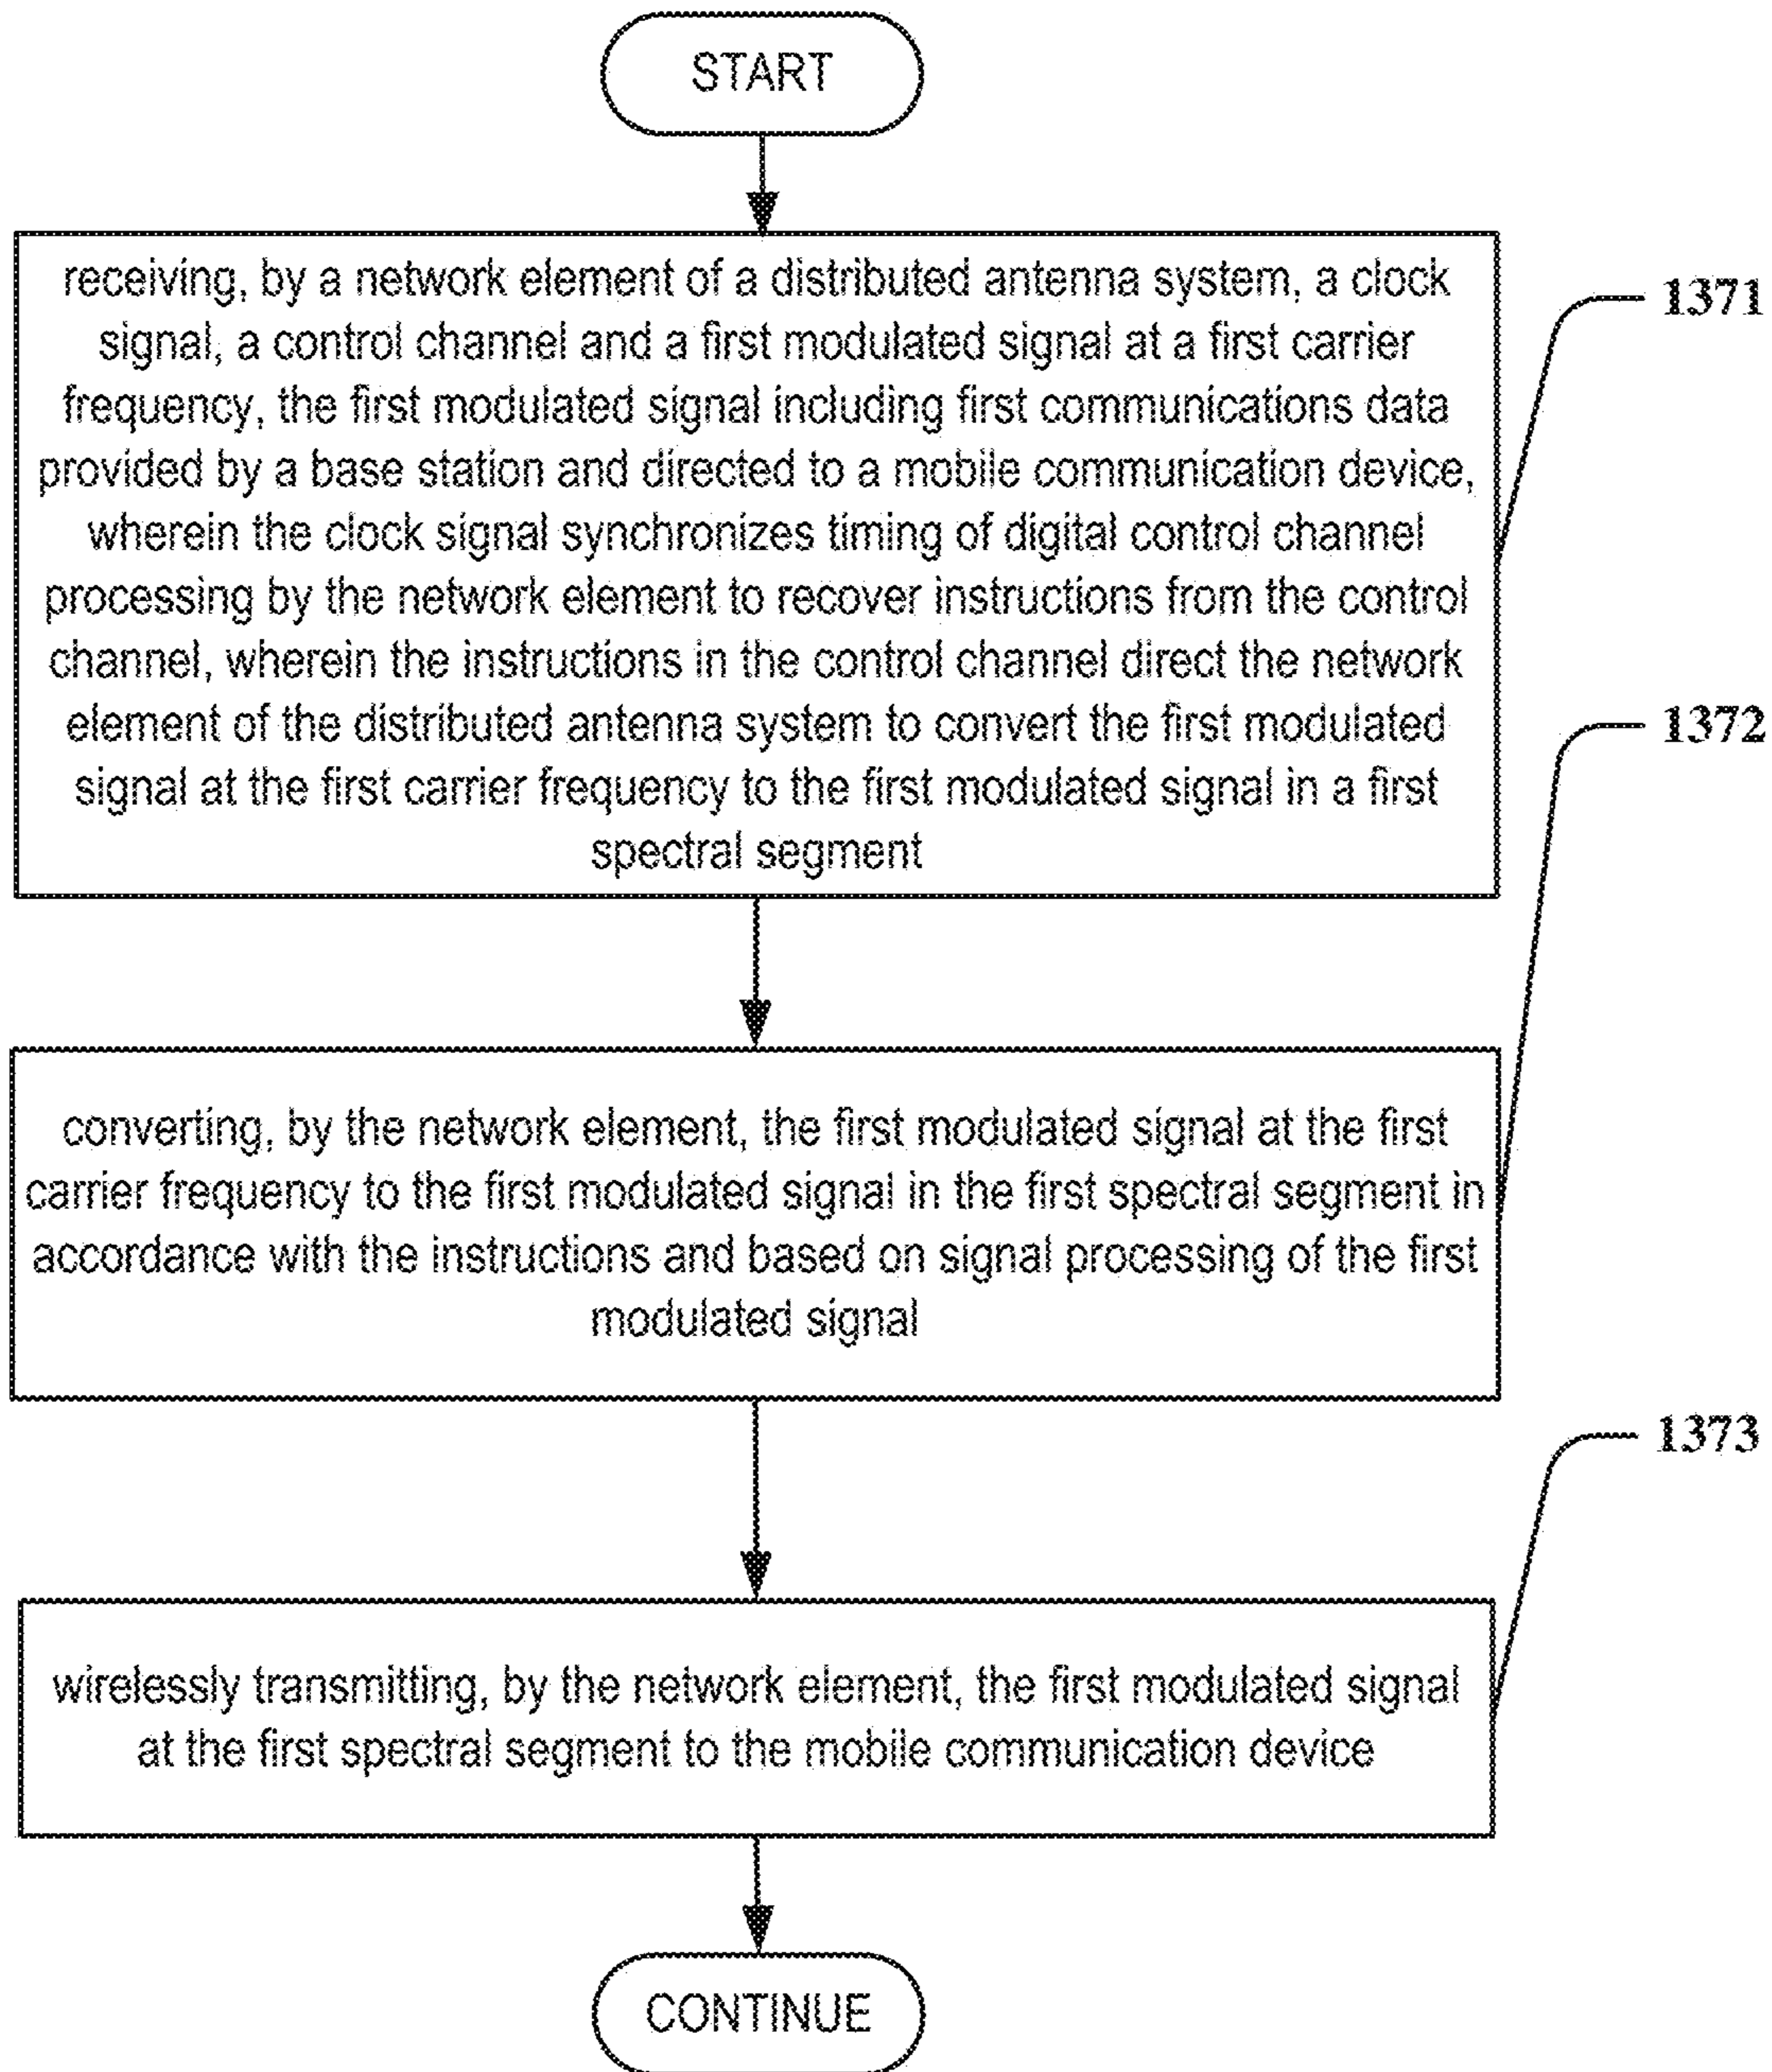 START
receiving, by a network element of a distributed antenna system, a clock
signal, a control channel and a first modulated signal at a first carrier
frequency, the first modulated signal including first communications data
provided by a base station and directed to a mobile communication device,
wherein the clock signal synchronizes timing of digital control channel
processing by the network element to recover instructions from the control
channel, wherein the instructions in the control channel direct the network
element of the distributed antenna system to convert the first modulated
signal at the first carrier frequency to the first modulated signal in a first
spectral segment
1371
1372
converting, by the network element, the first modulated signal at the first
carrier frequency to the first modulated signal in the first spectral segment in
accordance with the instructions and based on signal processing of the first
modulated signal
1373
wirelessly transmitting, by the network element, the first modulated signal
at the first spectral segment to the mobile communication device
CONTINUE